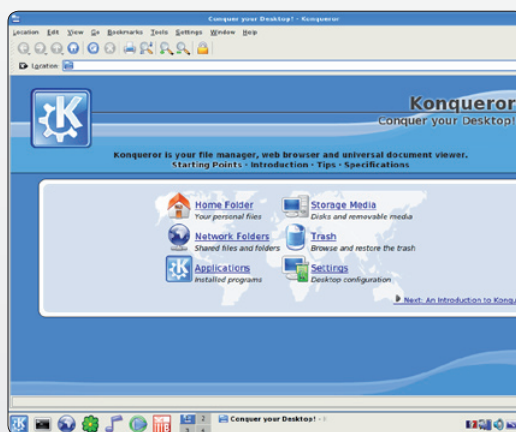 Conquer your Desktop! - Konqueror
Location Edit View Go Bookmarks Tools Settings Window Help
Location:
Konqueror
Conquer your Desktop!
Konqueror is your file manager, web browser and universal document viewer.
Starting Points · Introduction · Tips · Specifications
Home Folder
Your personal files
Storage Media
Disks and removable media
Network Folders
Shared files and folders
Trash
Browse and restore the trash
Applications
Installed programs
Settings
Desktop configuration
Next: An Introduction to Konqu
2
Conquer your Desktop! -